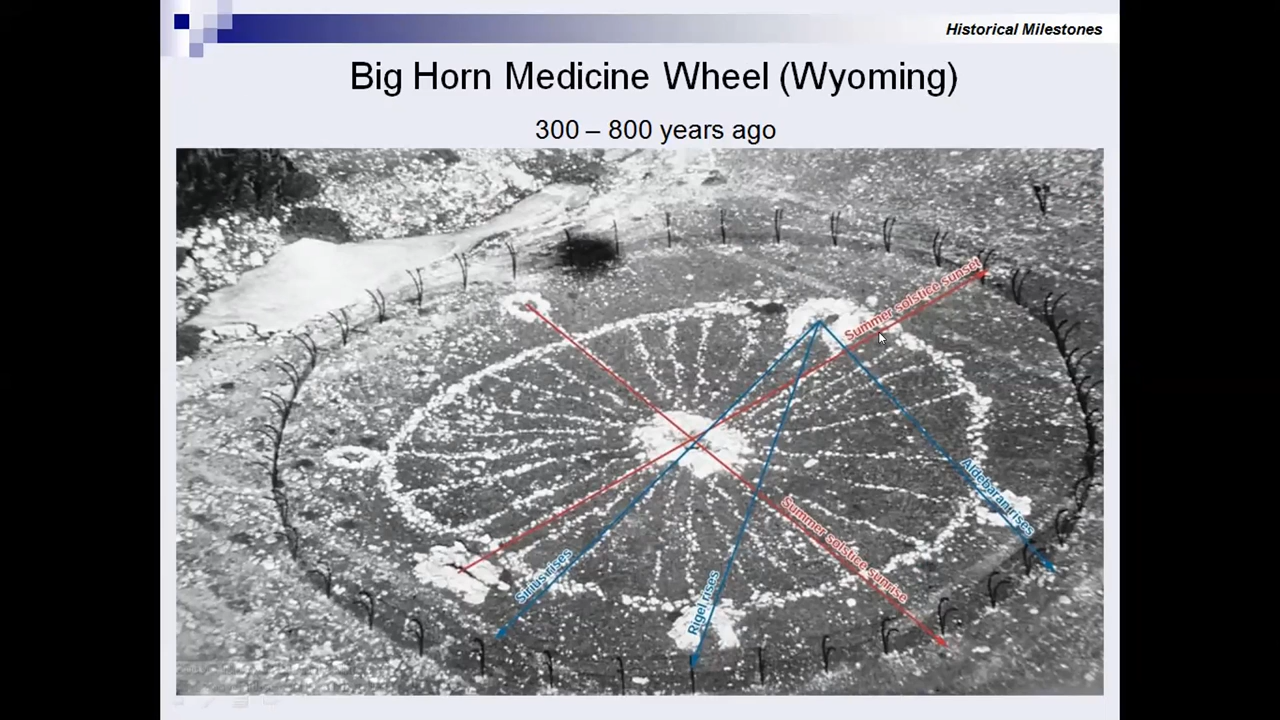 Historical Milestones
Big Horn Medicine Wheel (Wyoming)
300 – 800 years ago
Summer solstice sunset
Aldebaran rises
Summer solstice sunrise
Sirius rises
Rigel rises